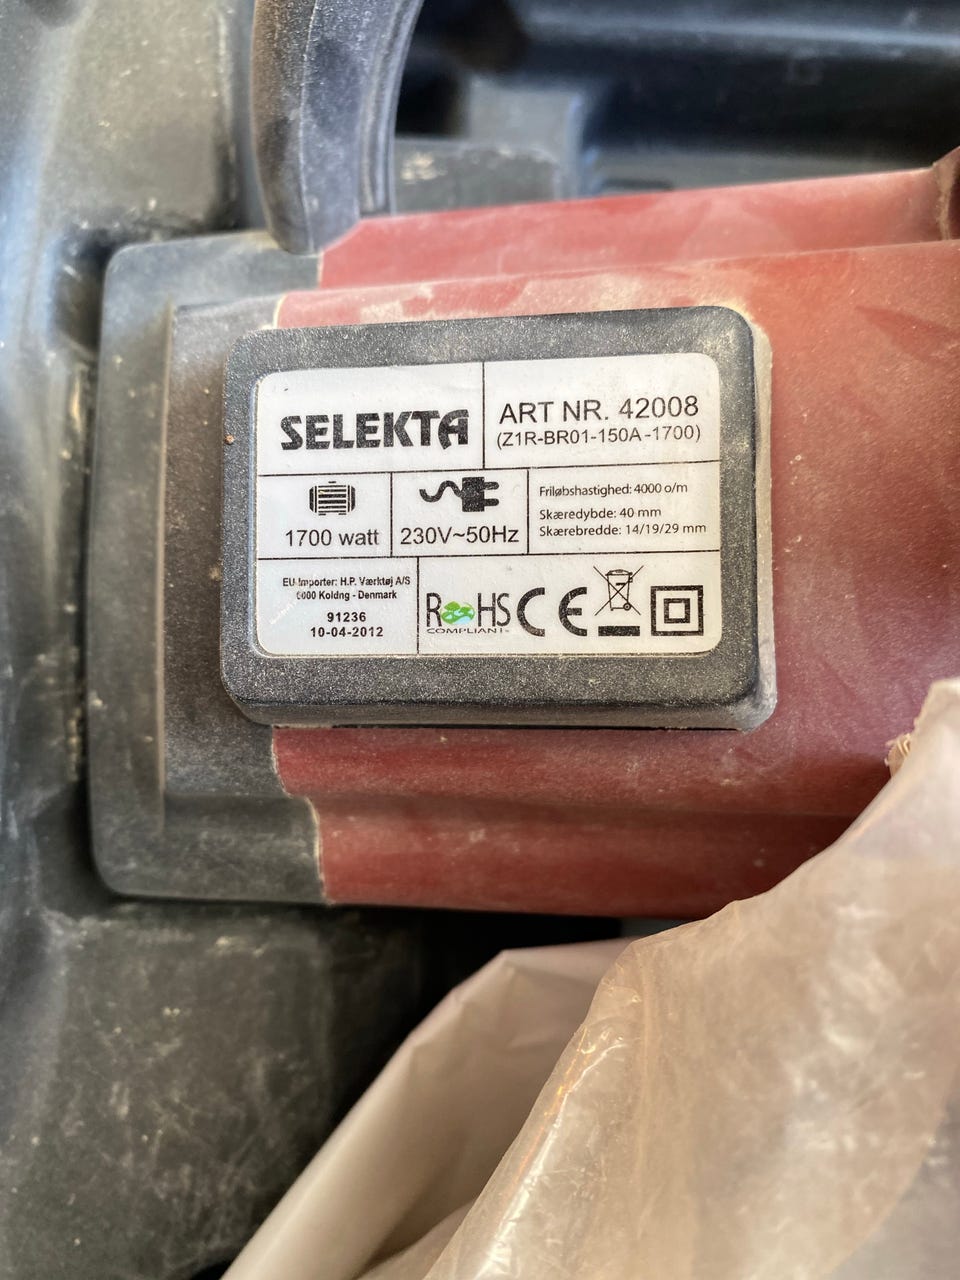 SELEKTA
ART NR. 42008
(Z1R-BR01-150A-1700)
1700 watt
230V~50Hz
Friløbshastighed: 4000 o/m
Skæredybde: 40 mm
Skærebredde: 14/19/29 mm
EU-Importer: H.P. Værktøj A/S
6000 Koldng - Denmark
91236
10-04-2012
RoHS
COMPLIANT
CE